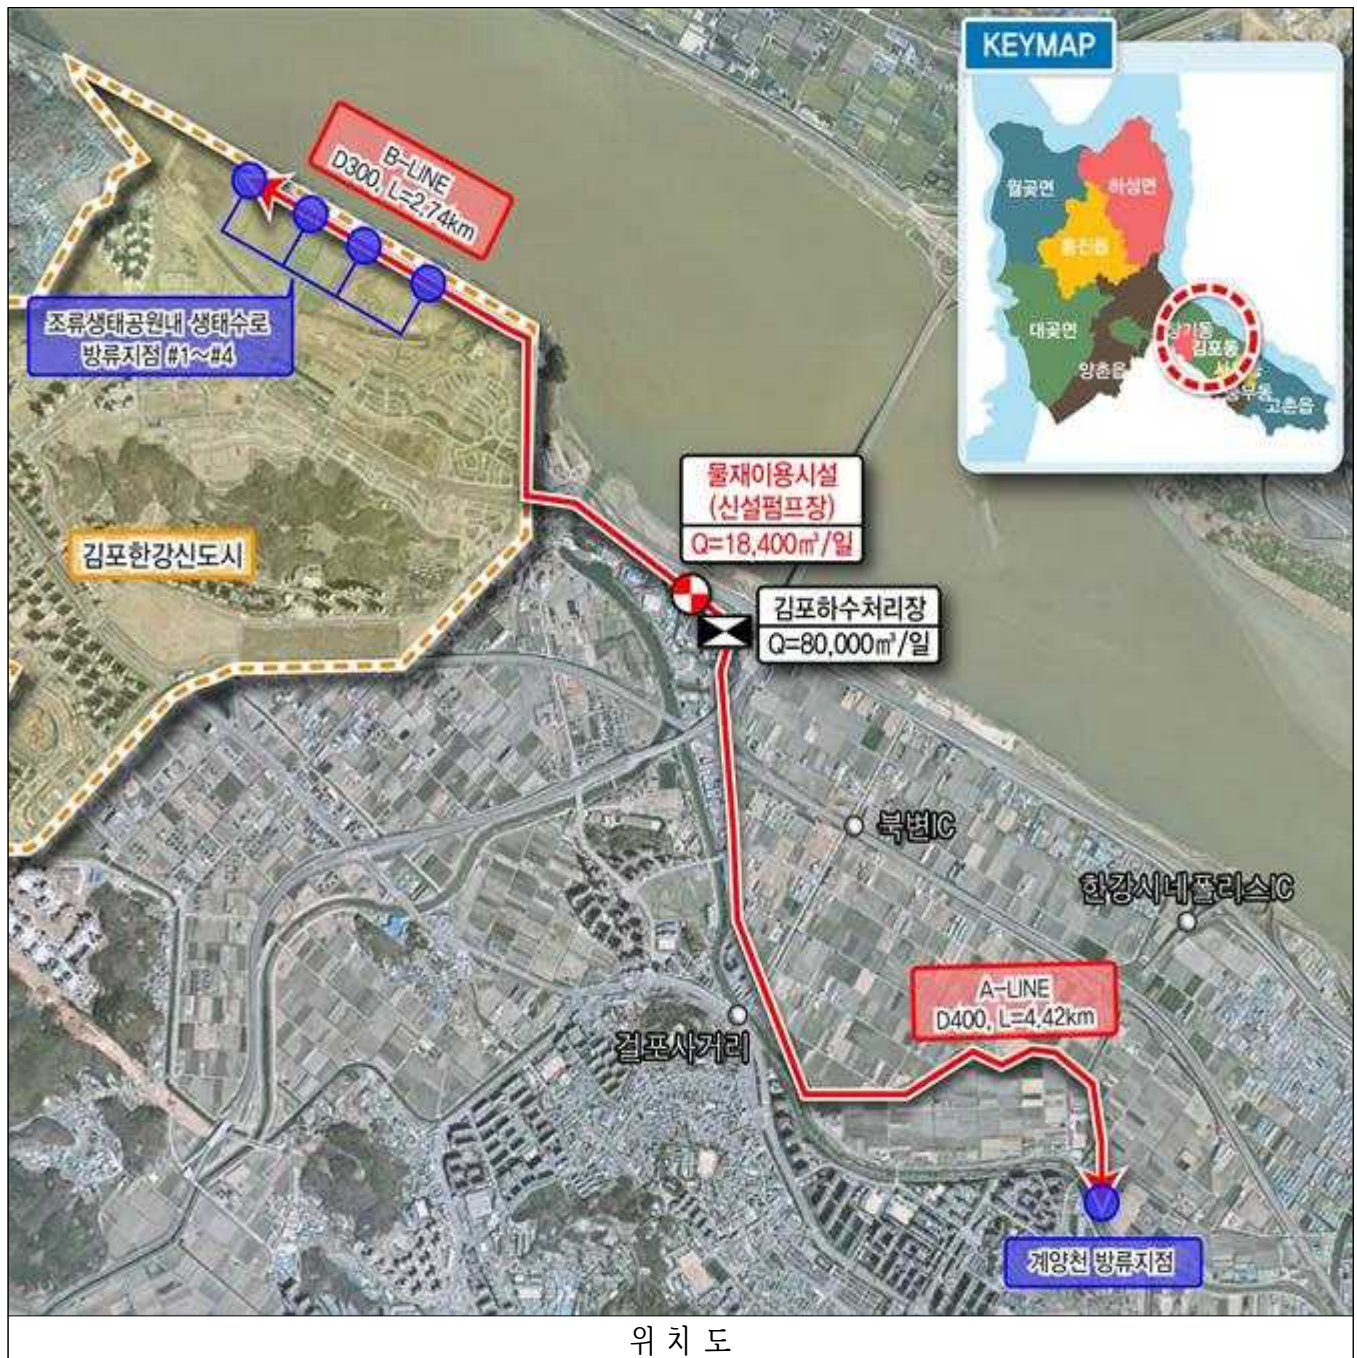 KEYMAP
월곶면
하성면
통진읍
대곶면
양촌읍
김포동
고촌읍
B-LINE
D300, L=2,74km
조류생태공원내 생태수로
방류지점 #1~#4
김포한강신도시
물재이용시설
(신설펌프장)
Q=18,400㎥/일
김포하수처리장
Q=80,000㎥/일
북변IC
한강시네폴리스IC
A-LINE
D400, L=4,42km
걸포사거리
계양천 방류지점
위 치 도